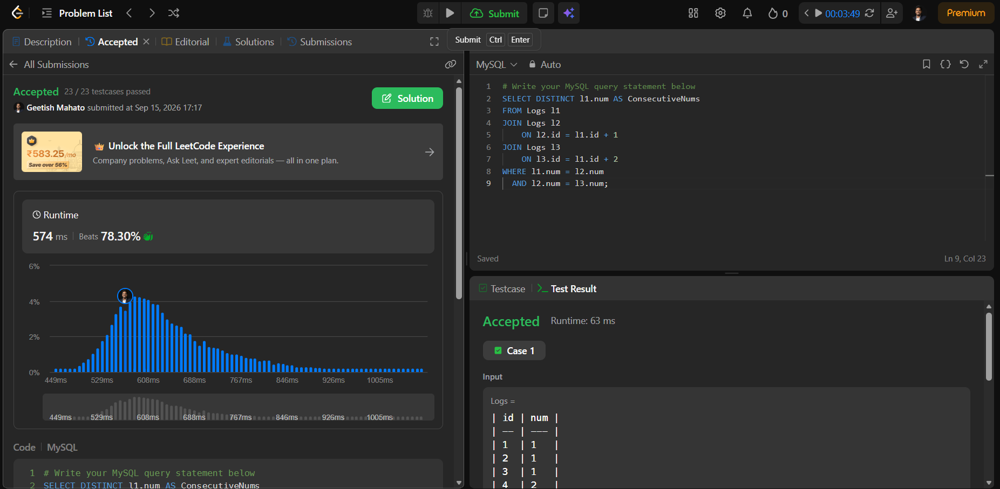 Problem List
Submit
0
00:03:49
Premium
Description
Accepted
Editorial
Solutions
Submissions
Submit Ctrl Enter
All Submissions
Accepted 23 / 23 testcases passed
Geetish Mahato submitted at Sep 15, 2026 17:17
Solution
₹583.25/mo
Save over 56%
Unlock the Full LeetCode Experience
Company problems, Ask Leet, and expert editorials — all in one plan.
Runtime
574 ms Beats 78.30%
6%
4%
2%
0%
449ms 529ms 608ms 688ms 767ms 846ms 926ms 1005ms
449ms 529ms 608ms 688ms 767ms 846ms 926ms 1005ms
Code MySQL
1 # Write your MySQL query statement below
2 SELECT DISTINCT l1.num AS ConsecutiveNums
MySQL Auto
1 # Write your MySQL query statement below
2 SELECT DISTINCT l1.num AS ConsecutiveNums
3 FROM Logs l1
4 JOIN Logs l2
5 ON l2.id = l1.id + 1
6 JOIN Logs l3
7 ON l3.id = l1.id + 2
8 WHERE l1.num = l2.num
9 AND l2.num = l3.num;
Saved
Ln 9, Col 23
Testcase
Test Result
Accepted Runtime: 63 ms
Case 1
Input
Logs =
| id | num |
| -- | --- |
| 1 | 1 |
| 2 | 1 |
| 3 | 1 |
| 4 | 2 |